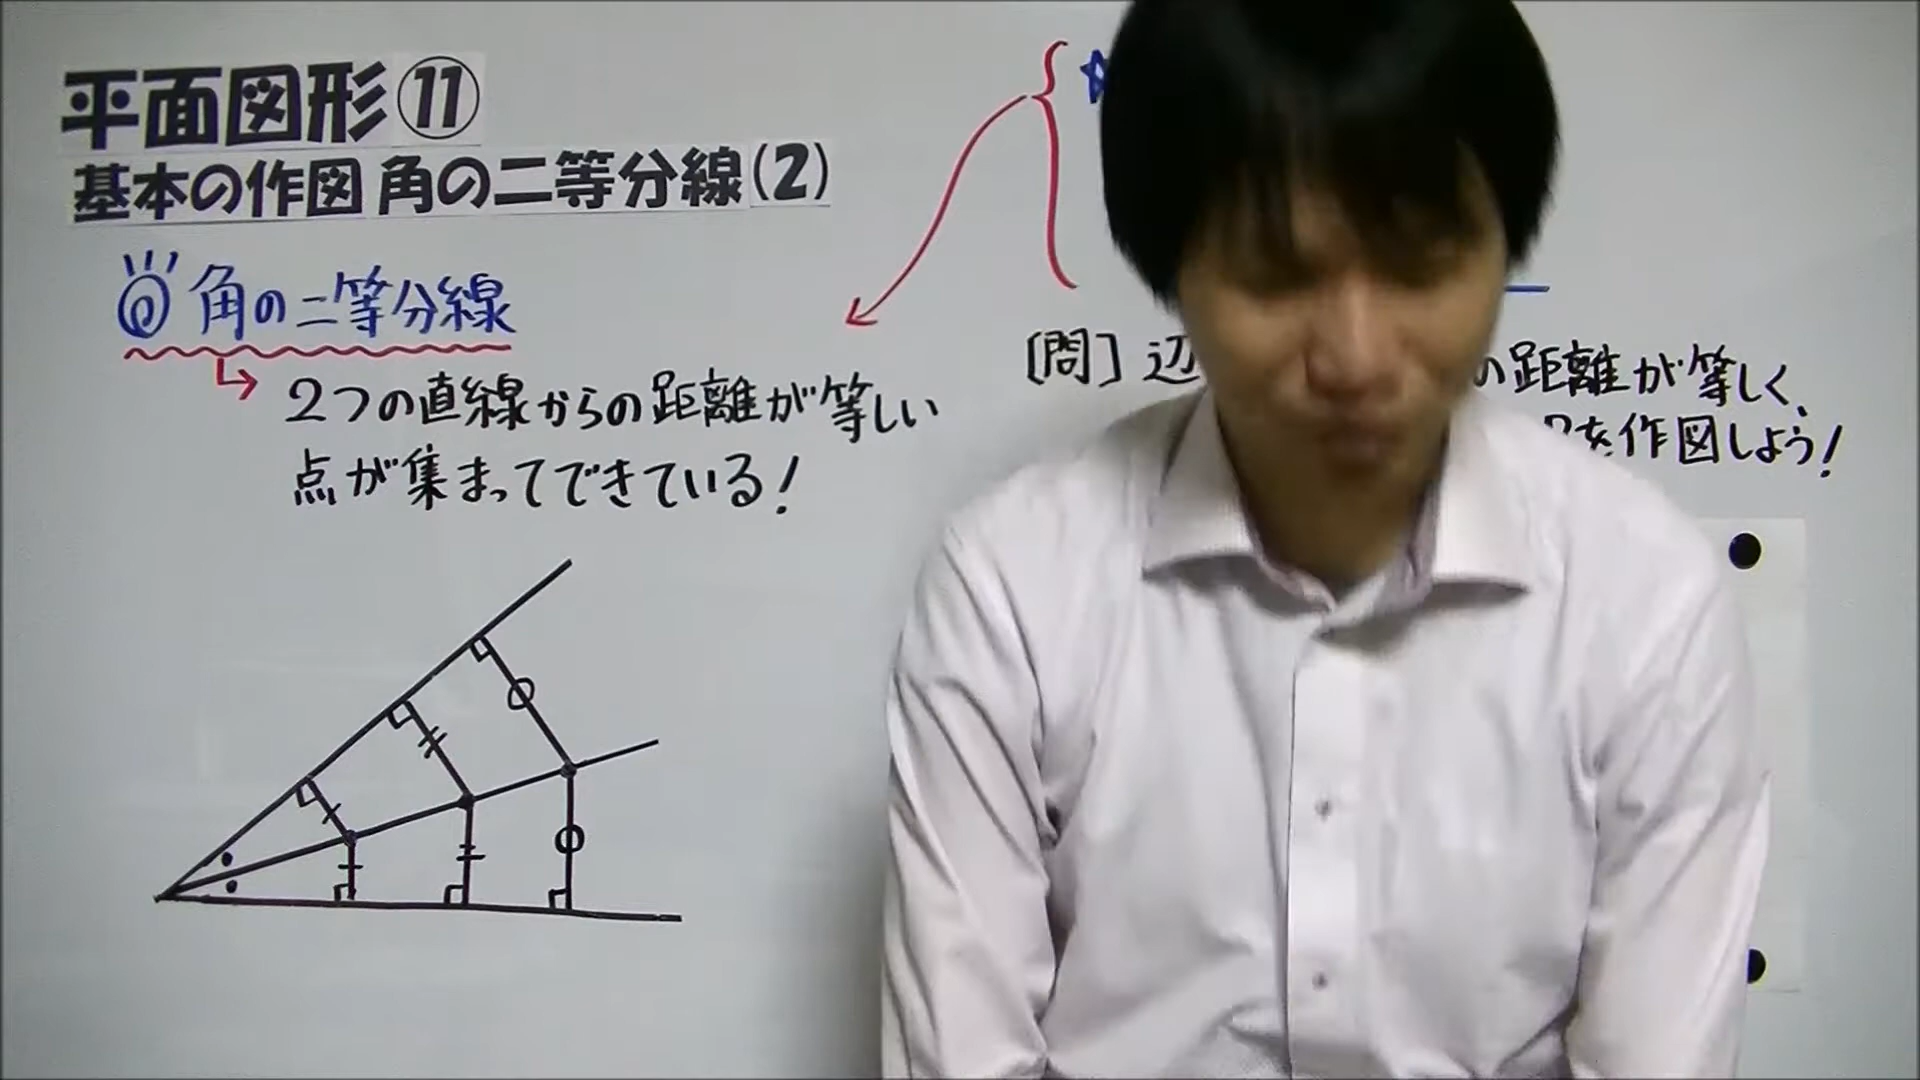 平面図形⑪
基本の作図 角の二等分線(2)
角の二等分線
2つの直線からの距離が等しい
点が集まってできている!
[問] 辺
の距離が等しく、
を作図しよう!